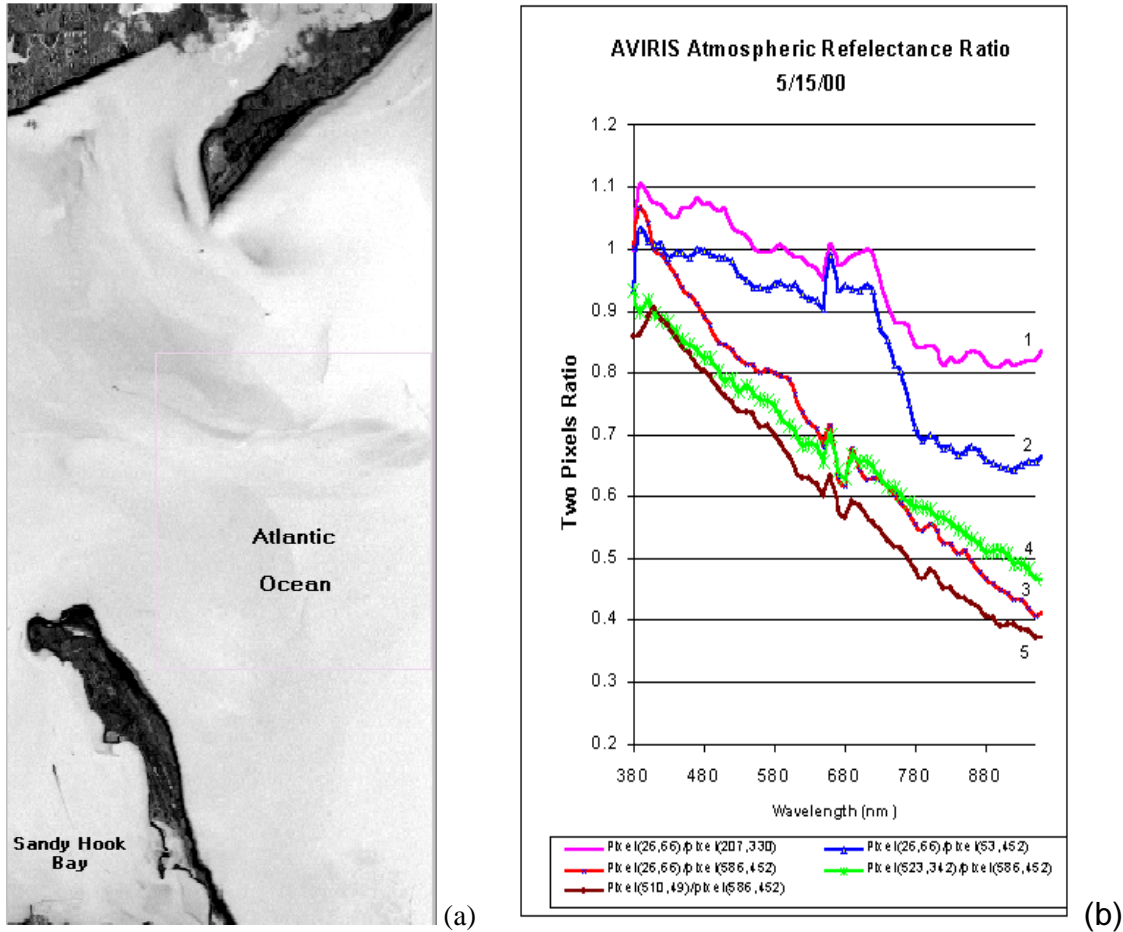 Atlantic
Ocean
Sandy Hook
Bay
(a)
AVIRIS Atmospheric Refelectance Ratio
5/15/00
Two Pixels Ratio
1.2
1.1
1
0.9
0.8
0.7
0.6
0.5
0.4
0.3
0.2
1
2
4
3
5
380 480 580 680 780 880
Wavelength (nm)
Pixel(26,66)/pixel(207,330) Pixel(26,66)/pixel(53,452)
Pixel(26,66)/pixel(586,452) Pixel(523,342)/pixel(586,452)
Pixel(510,49)/pixel(586,452)
(b)